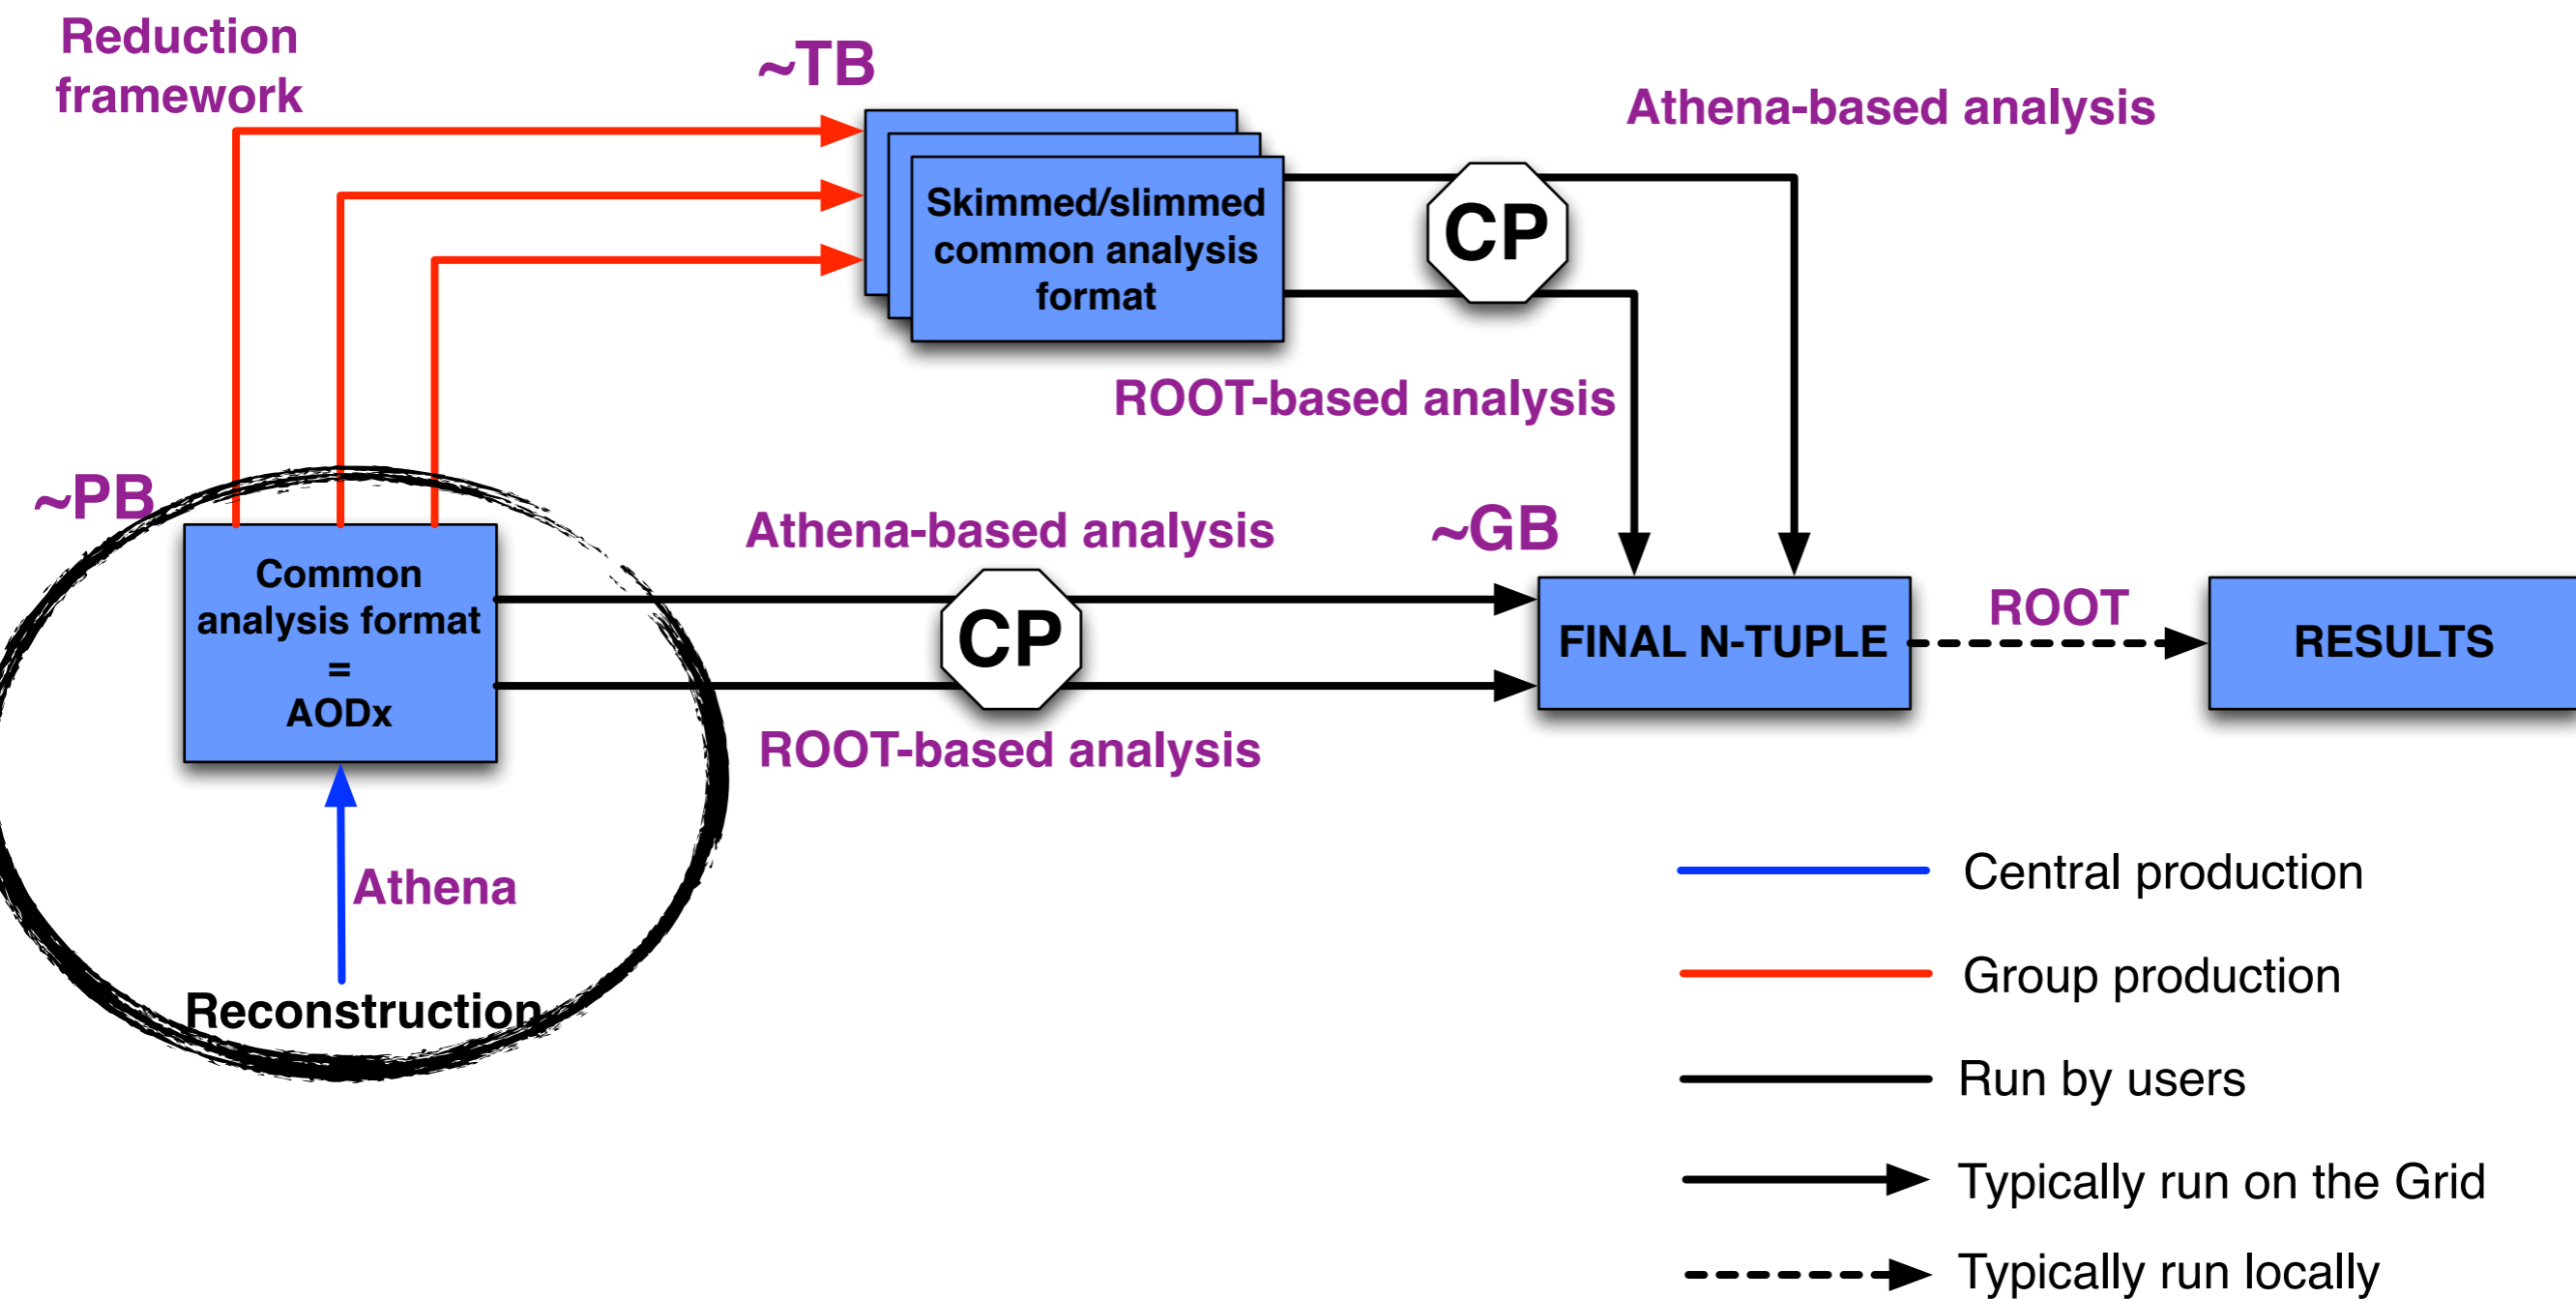 Reduction
framework
~TB
Athena-based analysis
Skimmed/slimmed
common analysis
format
CP
ROOT-based analysis
~PB
Common
analysis format
=
AODx
Athena-based analysis
~GB
CP
ROOT-based analysis
FINAL N-TUPLE
ROOT
RESULTS
Athena
Reconstruction
Central production
Group production
Run by users
Typically run on the Grid
Typically run locally